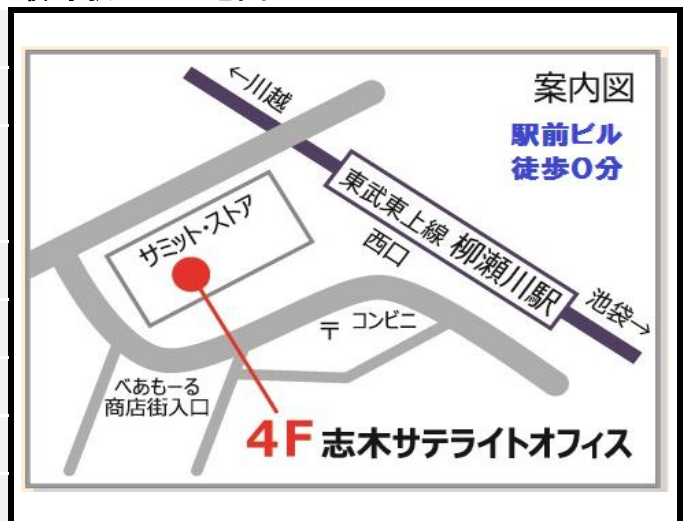 案内図
駅前ビル
徒歩0分
←川越
東武東上線 柳瀬川駅
西口
池袋→
サミット・ストア
〒 コンビニ
べあもーる
商店街入口
4F 志木サテライトオフィス